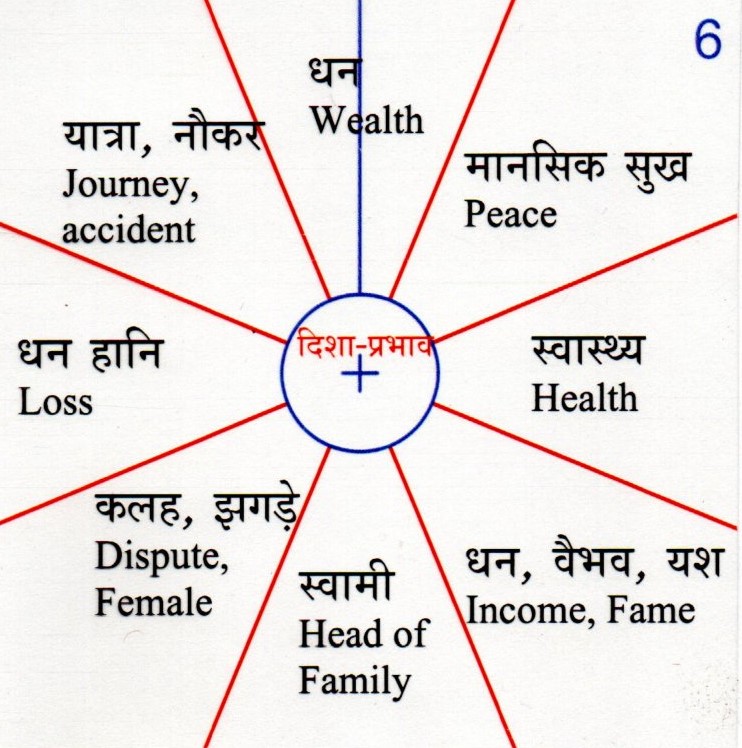 6
धन
Wealth
यात्रा, नौकर
Journey,
accident
मानसिक सुख
Peace
धन हानि
Loss
दिशा-प्रभाव
स्वास्थ्य
Health
कलह, झगड़े
Dispute,
Female
स्वामी
Head of
Family
धन, वैभव, यश
Income, Fame